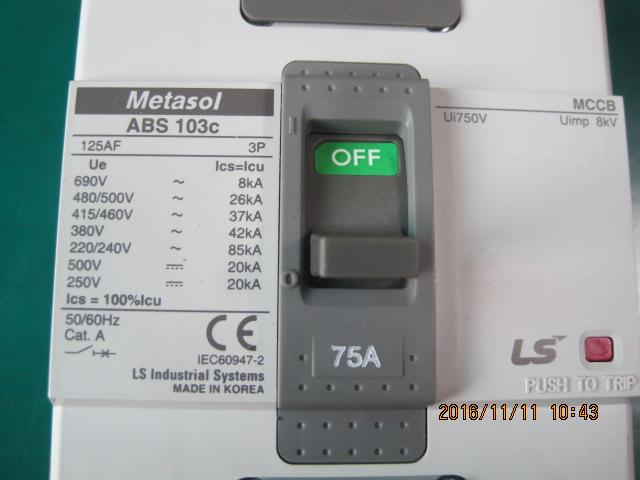 Metasol
ABS 103c
125AF 3P
Ue Ics=Icu
690V ~ 8kA
480/500V ~ 26kA
415/460V ~ 37kA
380V ~ 42kA
220/240V ~ 85kA
500V ⎓ 20kA
250V ⎓ 20kA
Ics = 100%Icu
50/60Hz
Cat. A
CE
IEC60947-2
LS Industrial Systems
MADE IN KOREA
I
OFF
O
75A
MCCB
Ui750V Uimp 8kV
LS
PUSH TO TRIP
2016/11/11 10:43